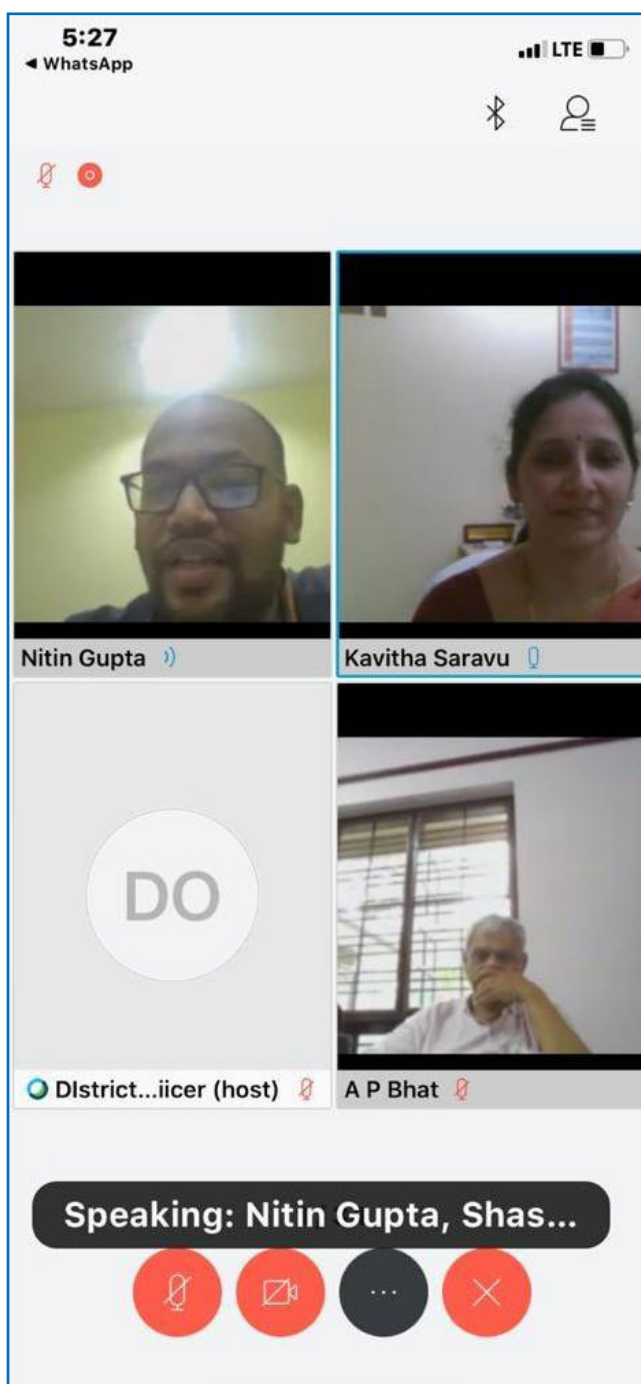 5:27
◀ WhatsApp
LTE
Nitin Gupta
Kavitha Saravu
DO
DIstrict...iicer (host)
A P Bhat
Speaking: Nitin Gupta, Shas...